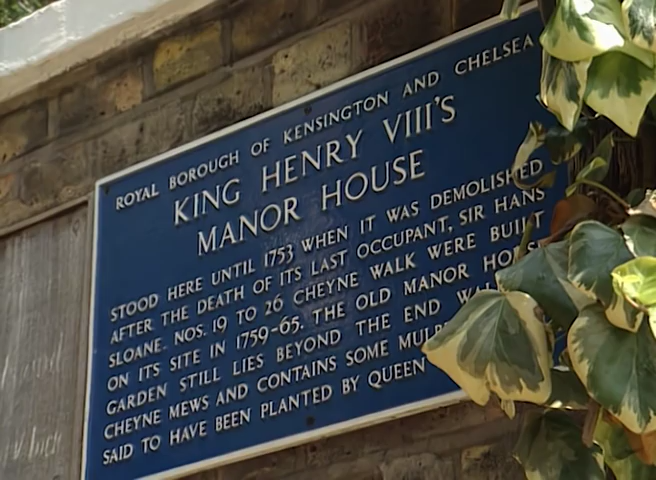 ROYAL BOROUGH OF KENSINGTON AND CHELSEA
KING HENRY VIII'S
MANOR HOUSE
STOOD HERE UNTIL 1753 WHEN IT WAS DEMOLISHED
AFTER THE DEATH OF ITS LAST OCCUPANT, SIR HANS
SLOANE. NOS. 19 TO 26 CHEYNE WALK WERE BUILT
ON ITS SITE IN 1759-65. THE OLD MANOR HOUSE
GARDEN STILL LIES BEYOND THE END
CHEYNE MEWS AND CONTAINS SOME
SAID TO HAVE BEEN PLANTED BY QUEEN